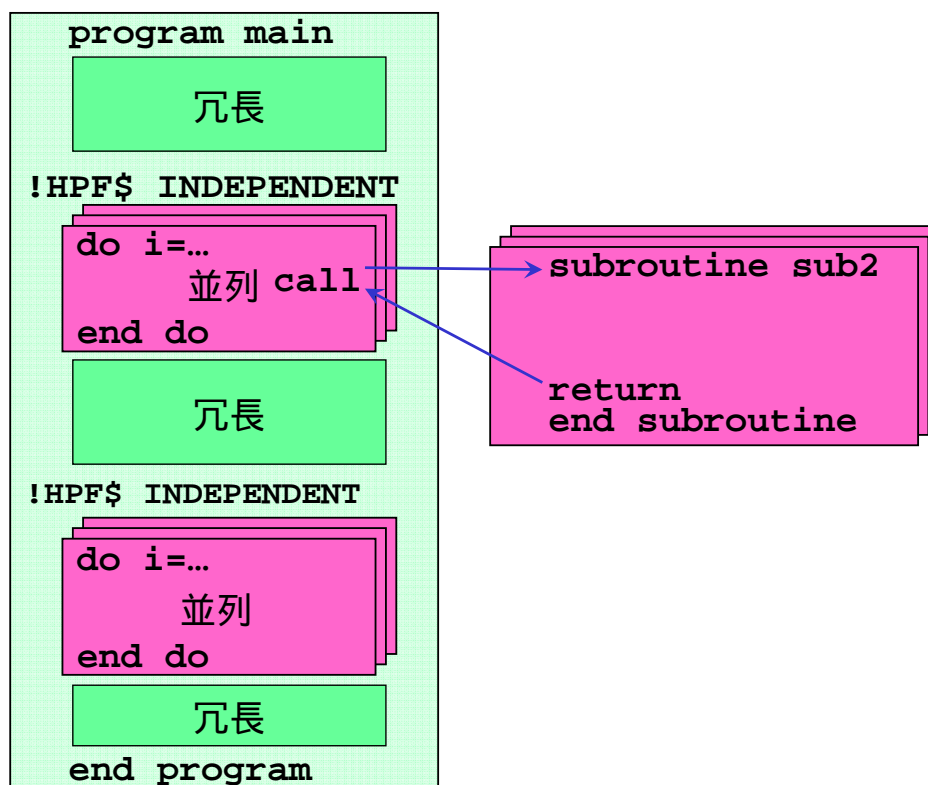 program main
冗長
!HPF$ INDEPENDENT
do i=…
並列 call
end do
冗長
!HPF$ INDEPENDENT
do i=…
並列
end do
冗長
end program
subroutine sub2
return
end subroutine